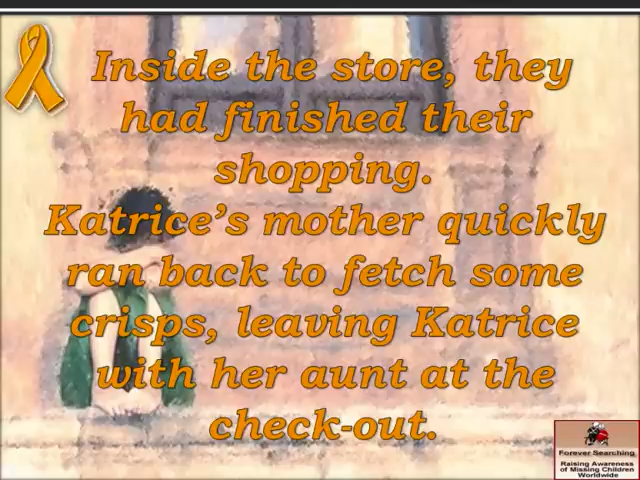 Inside the store, they
had finished their
shopping.
Katrice's mother quickly
ran back to fetch some
crisps, leaving Katrice
with her aunt at the
check-out.
Forever Searching
Raising Awareness
of Missing Children
Worldwide